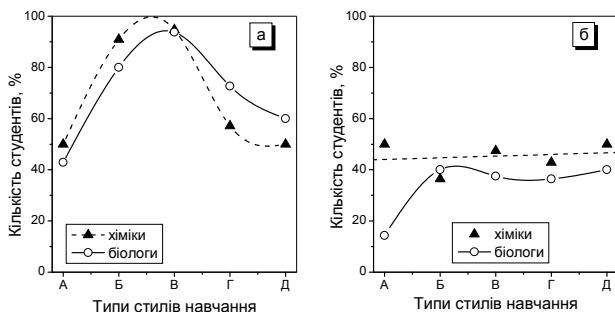 Кількість студентів, %
100
80
60
40
20
0
а
хіміки
біологи
А Б В Г Д
Типи стилів навчання
Кількість студентів, %
100
80
60
40
20
0
б
хіміки
біологи
А Б В Г Д
Типи стилів навчання